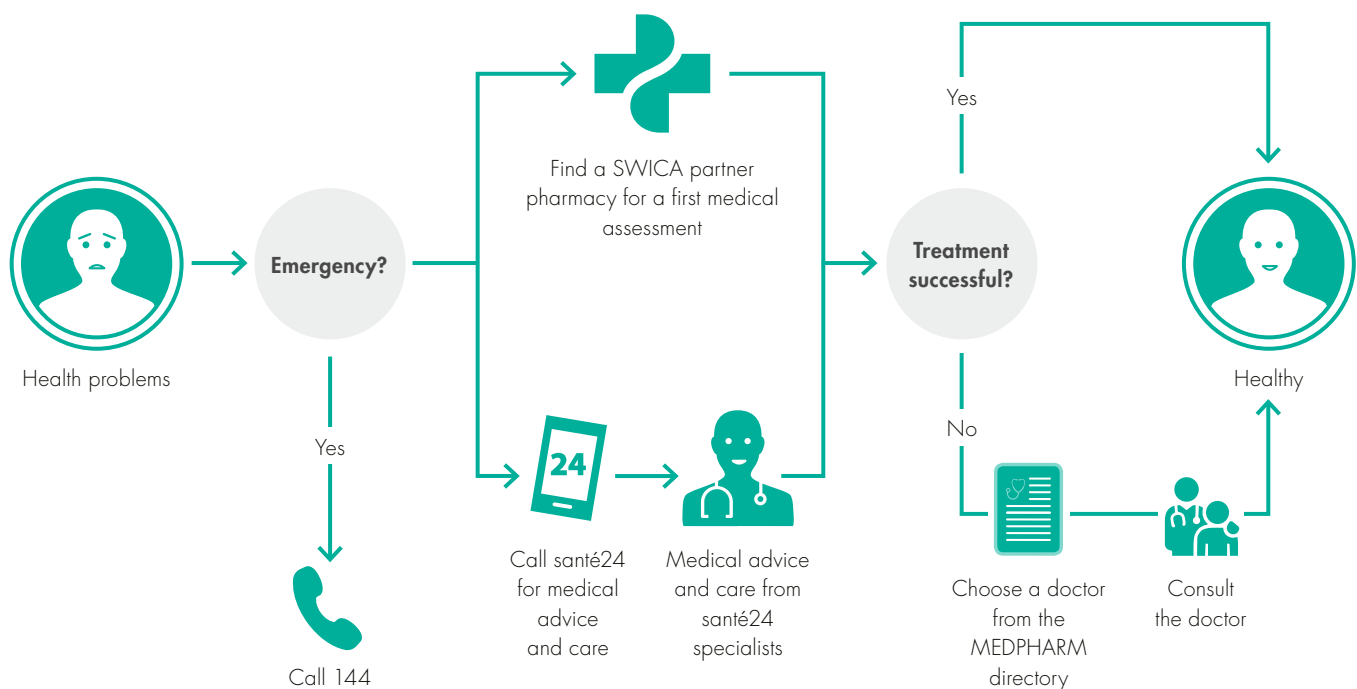 Health problems
Emergency?
Yes
Call 144
Find a SWICA partner
pharmacy for a first medical
assessment
24
Call santé24
for medical
advice
and care
Medical advice
and care from
santé24
specialists
Treatment
successful?
Yes
No
Choose a doctor
from the
MEDPHARM
directory
Consult
the doctor
Healthy